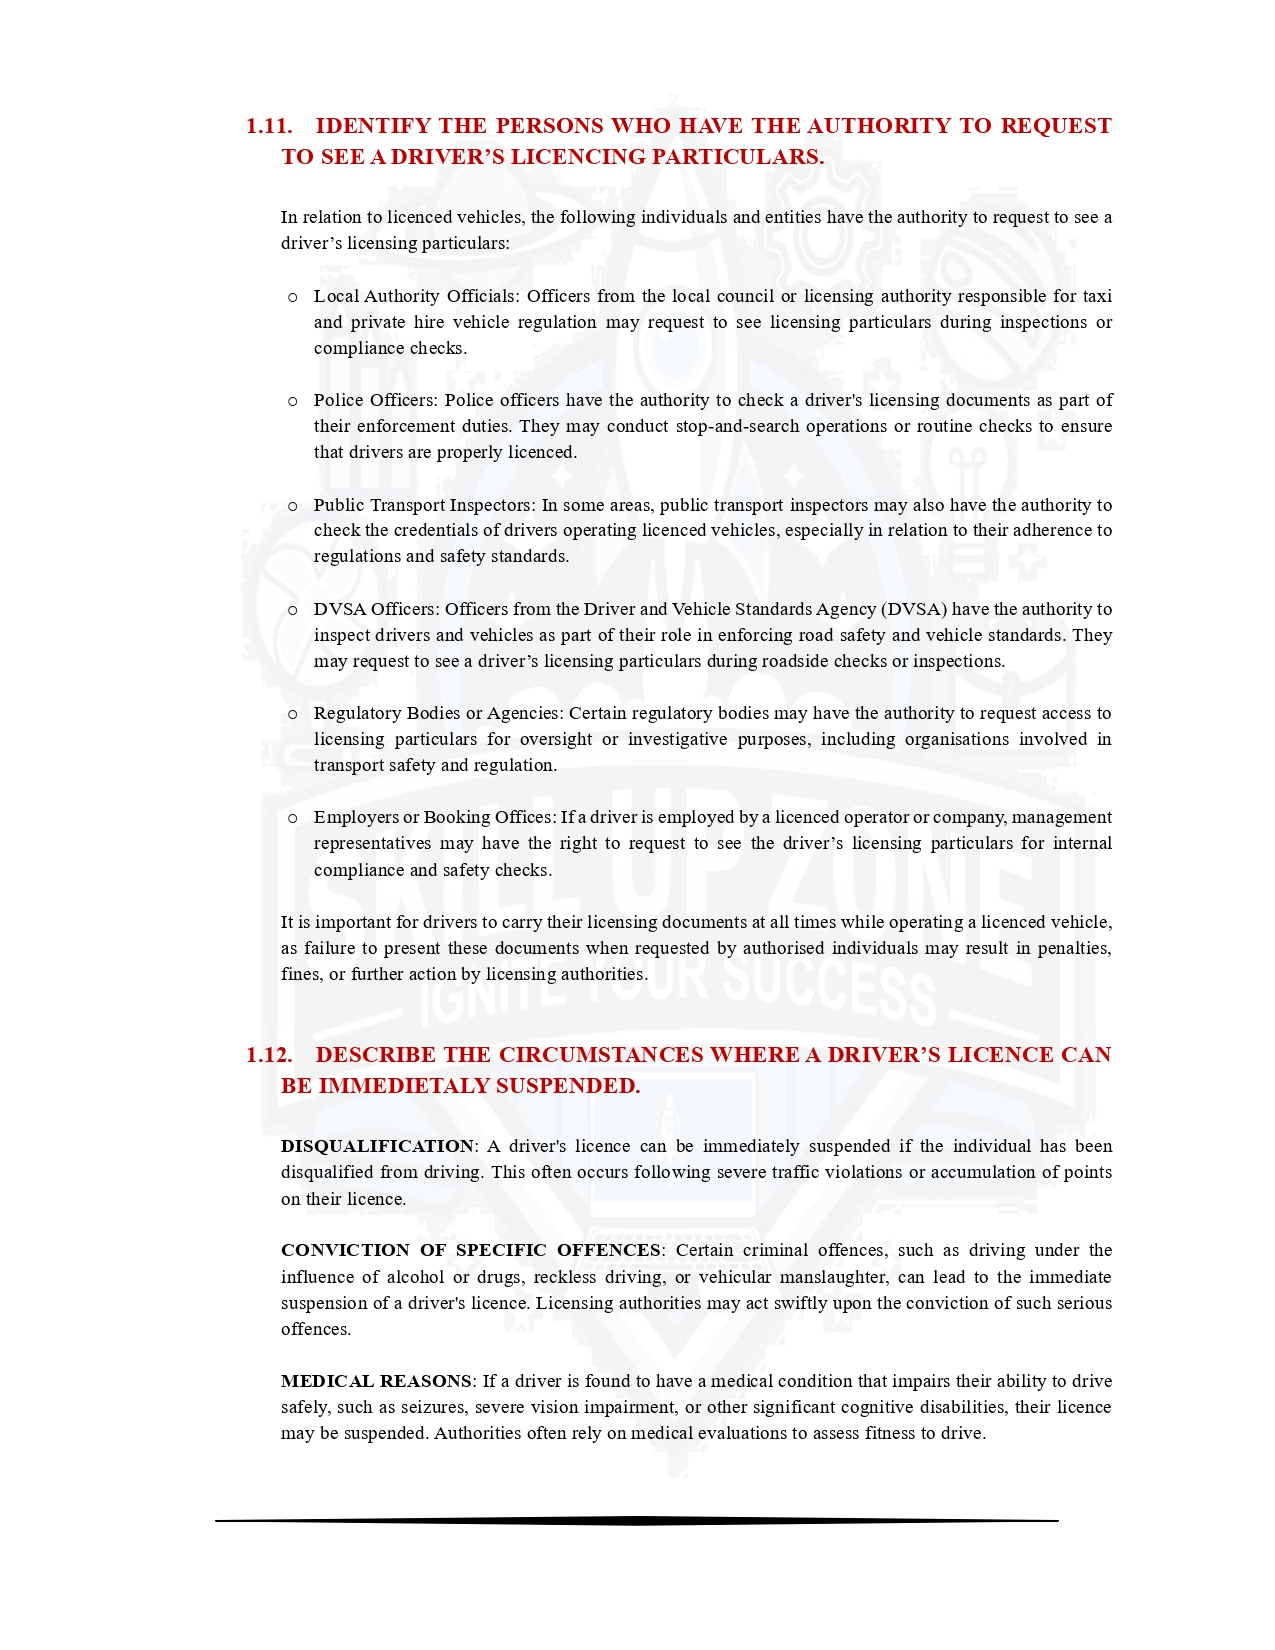 1.11. IDENTIFY THE PERSONS WHO HAVE THE AUTHORITY TO REQUEST
TO SEE A DRIVER’S LICENCING PARTICULARS.
In relation to licenced vehicles, the following individuals and entities have the authority to request to see a
driver’s licensing particulars:
o Local Authority Officials: Officers from the local council or licensing authority responsible for taxi
and private hire vehicle regulation may request to see licensing particulars during inspections or
compliance checks.
o Police Officers: Police officers have the authority to check a driver's licensing documents as part of
their enforcement duties. They may conduct stop-and-search operations or routine checks to ensure
that drivers are properly licenced.
o Public Transport Inspectors: In some areas, public transport inspectors may also have the authority to
check the credentials of drivers operating licenced vehicles, especially in relation to their adherence to
regulations and safety standards.
o DVSA Officers: Officers from the Driver and Vehicle Standards Agency (DVSA) have the authority to
inspect drivers and vehicles as part of their role in enforcing road safety and vehicle standards. They
may request to see a driver’s licensing particulars during roadside checks or inspections.
o Regulatory Bodies or Agencies: Certain regulatory bodies may have the authority to request access to
licensing particulars for oversight or investigative purposes, including organisations involved in
transport safety and regulation.
o Employers or Booking Offices: If a driver is employed by a licenced operator or company, management
representatives may have the right to request to see the driver’s licensing particulars for internal
compliance and safety checks.
It is important for drivers to carry their licensing documents at all times while operating a licenced vehicle,
as failure to present these documents when requested by authorised individuals may result in penalties,
fines, or further action by licensing authorities.
SKILL UP ZONE
IGNITE YOUR SUCCESS
1.12. DESCRIBE THE CIRCUMSTANCES WHERE A DRIVER’S LICENCE CAN
BE IMMEDIETALY SUSPENDED.
DISQUALIFICATION: A driver's licence can be immediately suspended if the individual has been
disqualified from driving. This often occurs following severe traffic violations or accumulation of points
on their licence.
CONVICTION OF SPECIFIC OFFENCES: Certain criminal offences, such as driving under the
influence of alcohol or drugs, reckless driving, or vehicular manslaughter, can lead to the immediate
suspension of a driver's licence. Licensing authorities may act swiftly upon the conviction of such serious
offences.
MEDICAL REASONS: If a driver is found to have a medical condition that impairs their ability to drive
safely, such as seizures, severe vision impairment, or other significant cognitive disabilities, their licence
may be suspended. Authorities often rely on medical evaluations to assess fitness to drive.